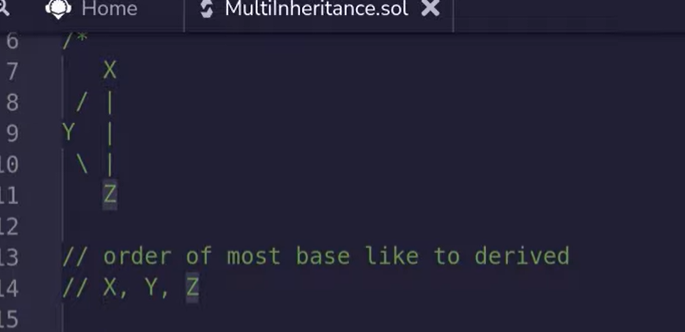 Home MultiInheritance.sol
6 /*
7 X
8 / |
9 Y |
10 \ |
11 Z
12
13 // order of most base like to derived
14 // X, Y, Z
15